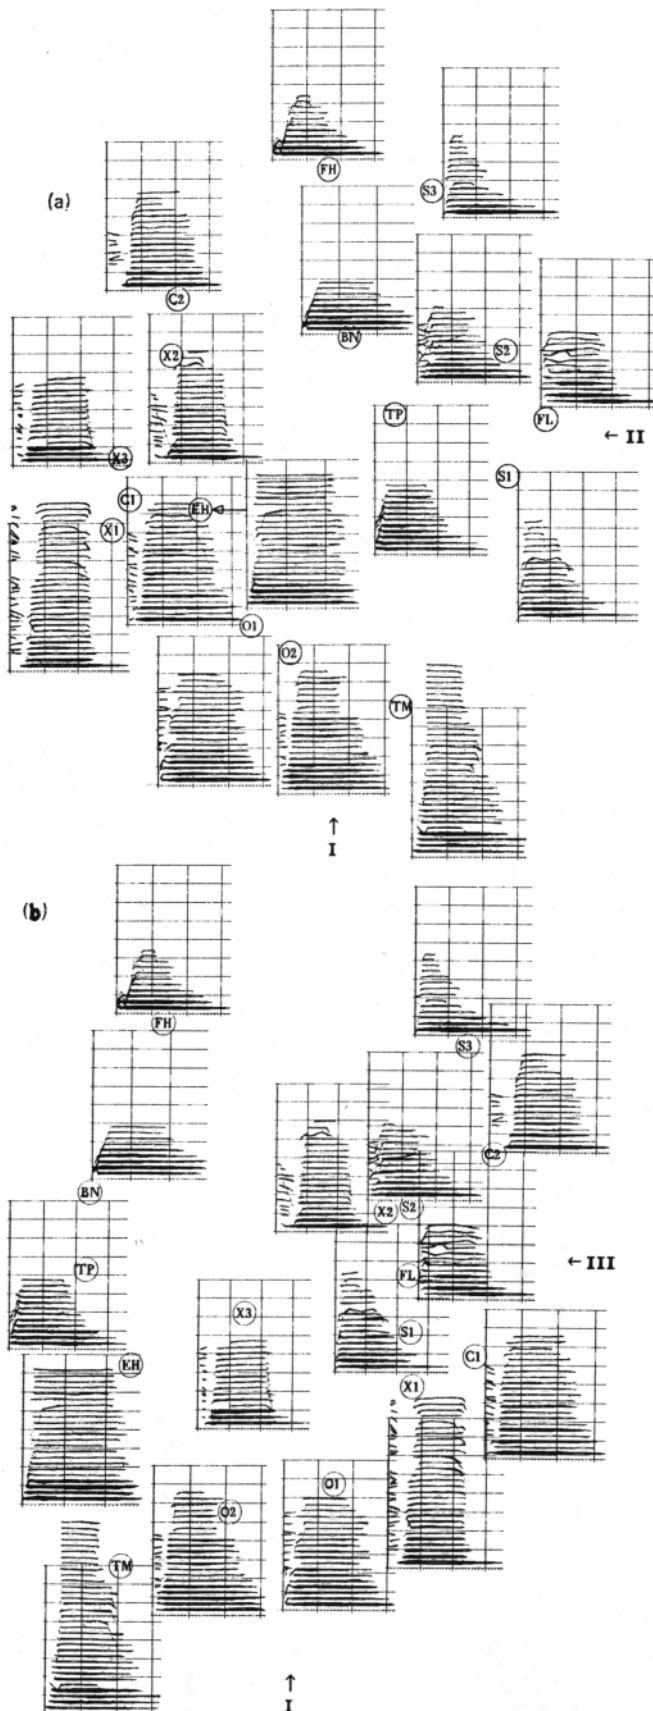 FH
S3
(a)
C2
BN
S2
X2
FL
TP
← II
X3
S1
C1
EH
X1
O1
O2
TM
↑
I
(b)
FH
S3
C2
BN
X2
S2
TP
FL
← III
X3
S1
EH
C1
X1
O1
O2
TM
↑
I